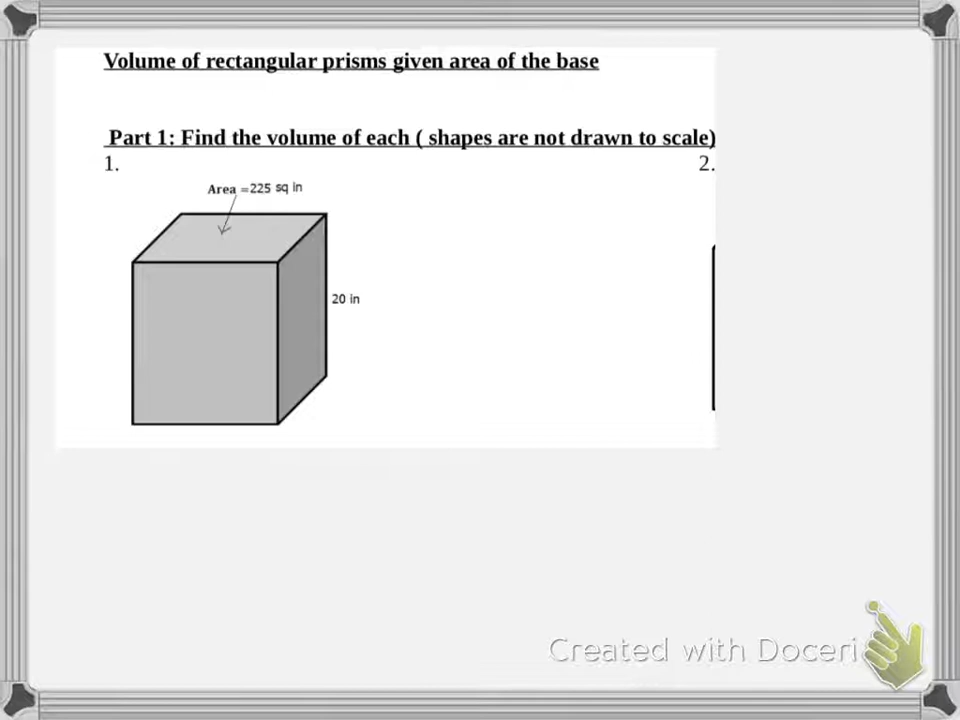 Volume of rectangular prisms given area of the base
Part 1: Find the volume of each ( shapes are not drawn to scale)
1. 2.
Area =225 sq in
20 in
Created with Doceri